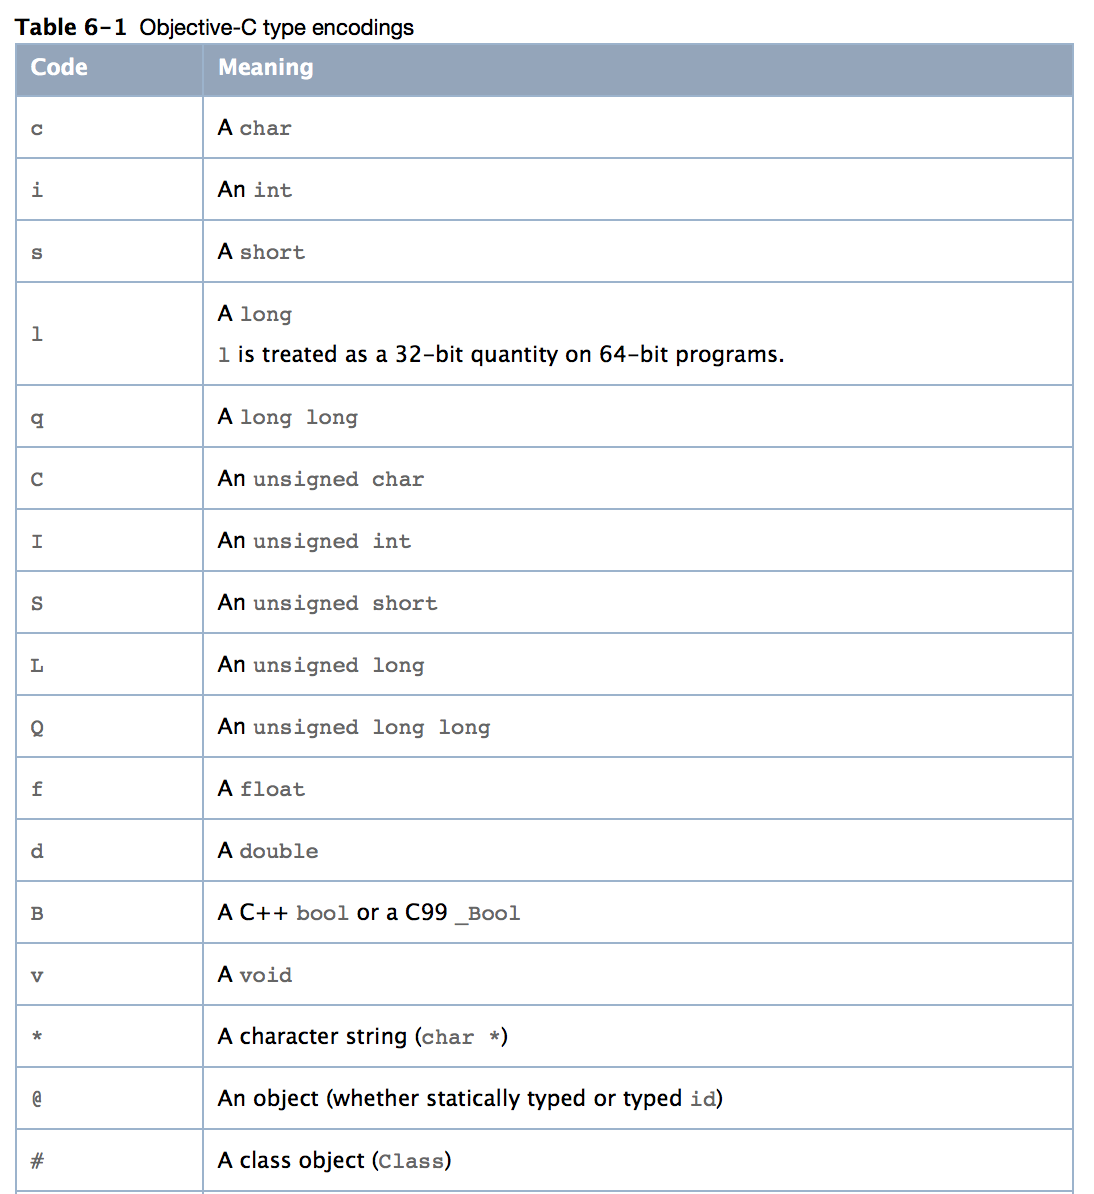 Table 6-1 Objective-C type encodings
Code Meaning
c A char
i An int
s A short
l A long
l is treated as a 32-bit quantity on 64-bit programs.
q A long long
C An unsigned char
I An unsigned int
S An unsigned short
L An unsigned long
Q An unsigned long long
f A float
d A double
B A C++ bool or a C99 _Bool
v A void
* A character string (char *)
@ An object (whether statically typed or typed id)
# A class object (Class)